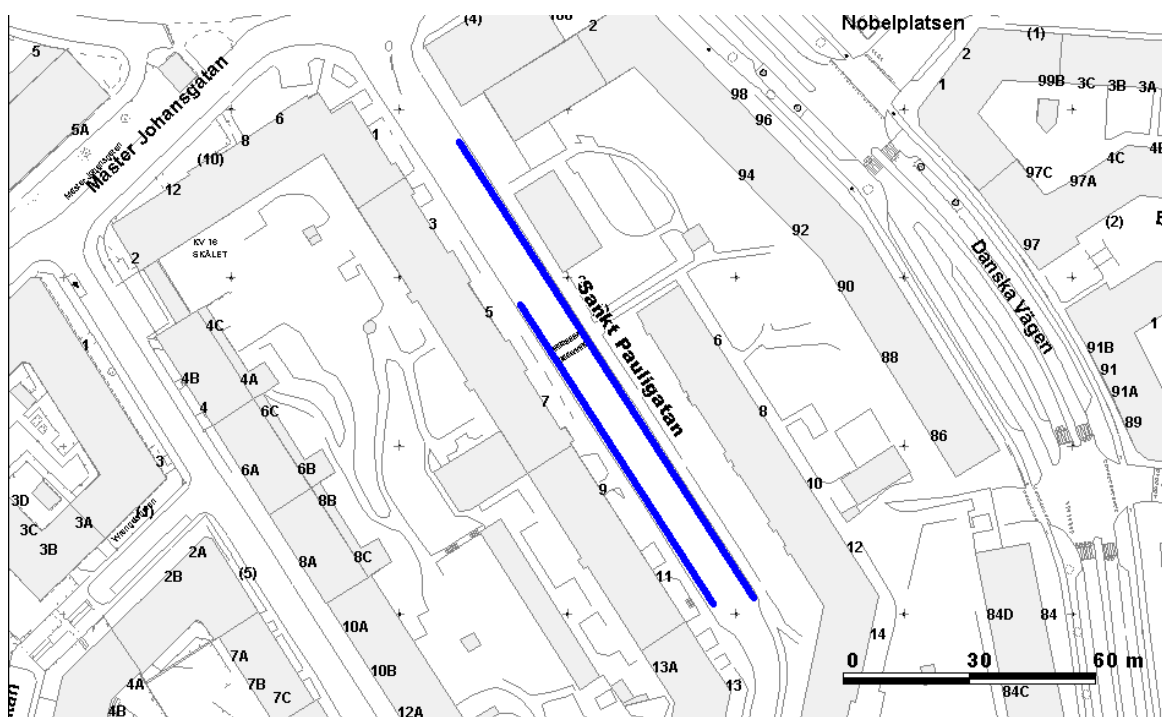 Nobelplatsen
Mäster Johansgatan
Sankt Pauligatan
Danska Vägen
KV 16
SKÅLET
5
5A
6
8
(10)
12
2
1
3
5
7
9
11
13A
13
(4)
2
98
96
94
92
90
88
86
6
8
10
12
14
2
1
(1)
99B
3C
3B
3A
97C
97A
4C
97
(2)
1
91B
91
91A
89
84D
84
84C
1
3
4C
4B
4A
4
6C
6A
6B
8B
8A
8C
10A
10B
12A
3D
3C
3B
3A
2A
2B
(5)
7A
7B
7C
4A
4B
0 30 60 m